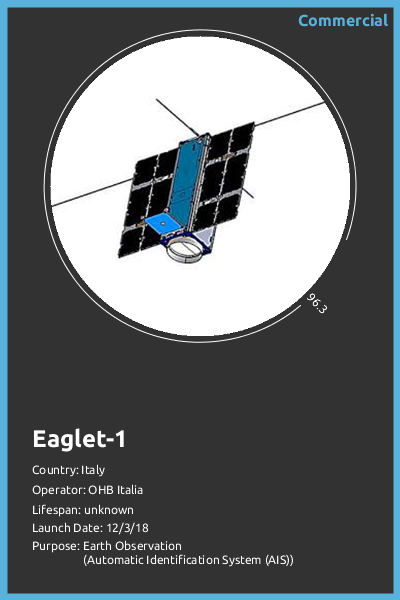 Commercial
96.3
Eaglet-1
Country: Italy
Operator: OHB Italia
Lifespan: unknown
Launch Date: 12/3/18
Purpose: Earth Observation
(Automatic Identification System (AIS))